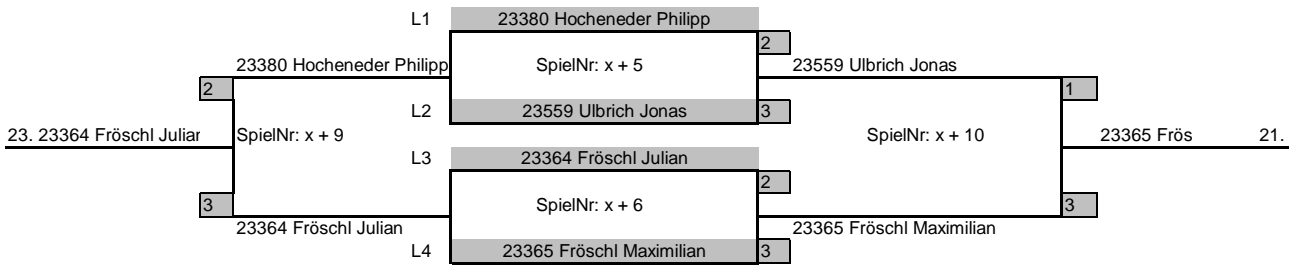 L1 23380 Hocheneder Philipp
2
23380 Hocheneder Philipp SpielNr: x + 5 23559 Ulbrich Jonas
2 1
L2 23559 Ulbrich Jonas 3
23. 23364 Fröschl Julian SpielNr: x + 9 SpielNr: x + 10 23365 Frös 21.
L3 23364 Fröschl Julian
2
3 SpielNr: x + 6 3
23364 Fröschl Julian 23365 Fröschl Maximilian
L4 23365 Fröschl Maximilian 3